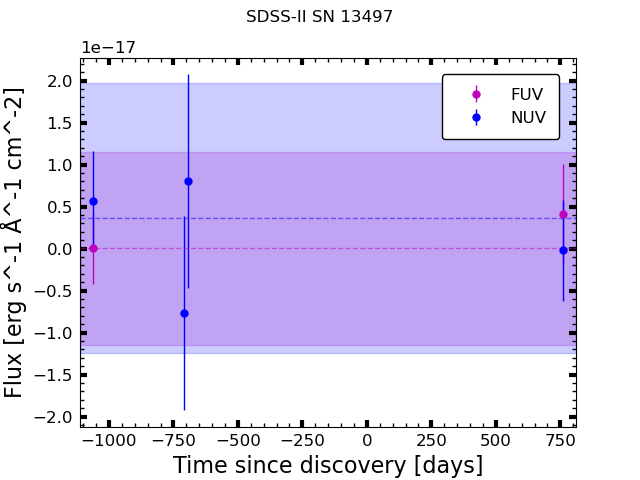 SDSS-II SN 13497
1e−17
FUV
NUV
Flux [erg s^-1 Å^-1 cm^-2]
2.0
1.5
1.0
0.5
0.0
−0.5
−1.0
−1.5
−2.0
−1000 −750 −500 −250 0 250 500 750
Time since discovery [days]